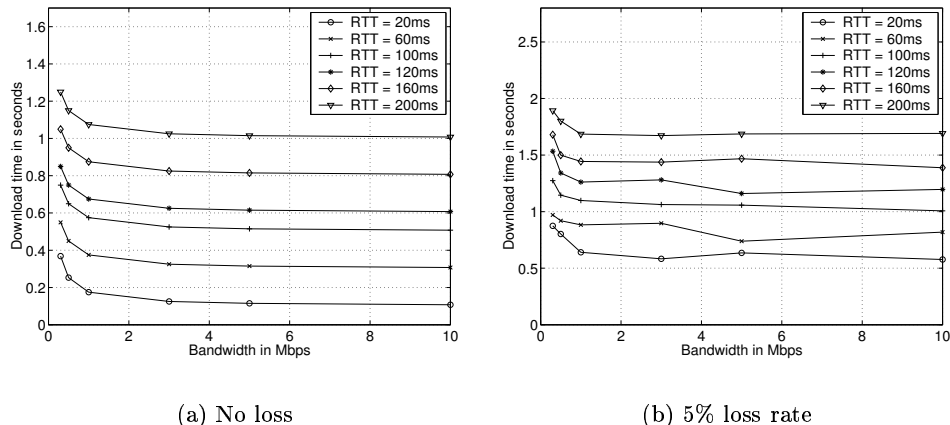 1.6
1.4
1.2
1
0.8
0.6
0.4
0.2
0
Download time in seconds
0 2 4 6 8 10
Bandwidth in Mbps
RTT = 20ms
RTT = 60ms
RTT = 100ms
RTT = 120ms
RTT = 160ms
RTT = 200ms
(a) No loss
2.5
2
1.5
1
0.5
0
Download time in seconds
0 2 4 6 8 10
Bandwidth in Mbps
RTT = 20ms
RTT = 60ms
RTT = 100ms
RTT = 120ms
RTT = 160ms
RTT = 200ms
(b) 5% loss rate